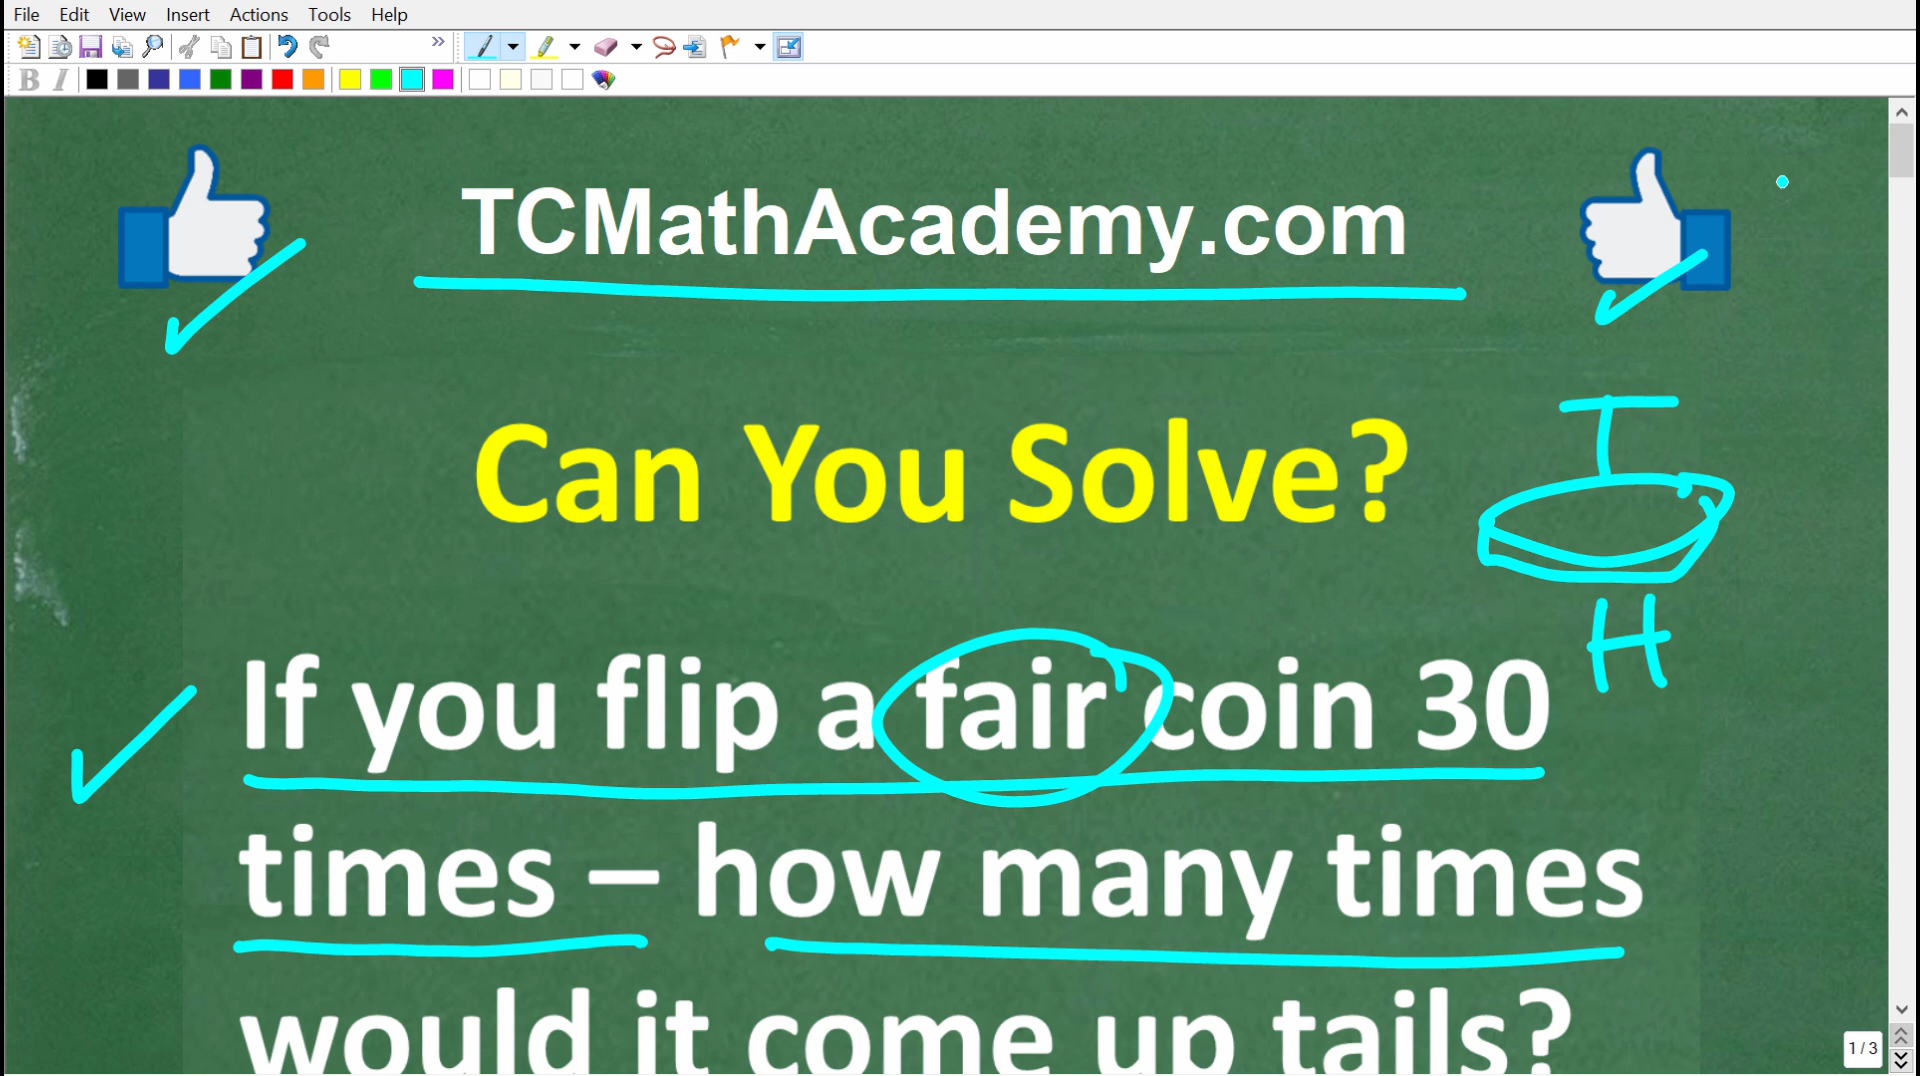 File Edit View Insert Actions Tools Help
B I
TCMathAcademy.com
Can You Solve?
T
H
If you flip a fair coin 30
times – how many times
would it come up tails?
1 / 3